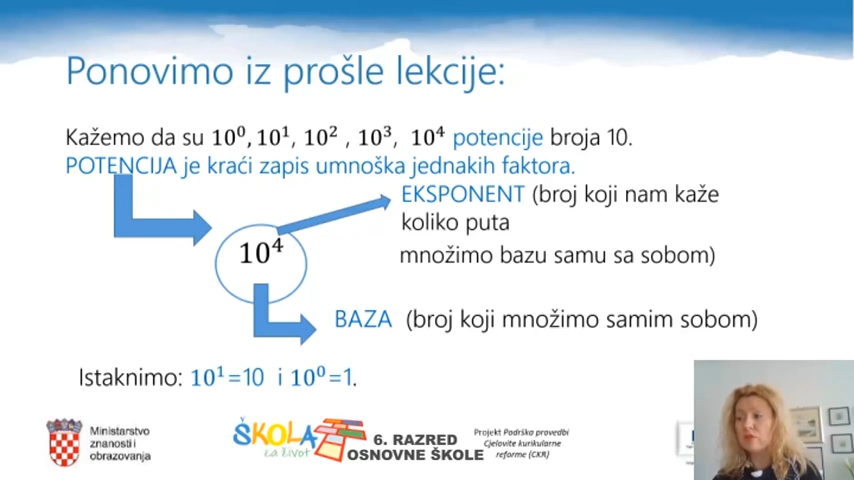 Ponovimo iz prošle lekcije:
Kažemo da su 10⁰, 10¹, 10² , 10³, 10⁴ potencije broja 10.
POTENCIJA je kraći zapis umnoška jednakih faktora.
EKSPONENT (broj koji nam kaže
koliko puta
množimo bazu samu sa sobom)
10⁴
BAZA (broj koji množimo samim sobom)
Istaknimo: 10¹=10 i 10⁰=1.
Ministarstvo
znanosti i
obrazovanja
ŠKOLA
za život
6. RAZRED
OSNOVNE ŠKOLE
Projekt Podrška provedbi
Cjelovite kurikularne
reforme (CKR)